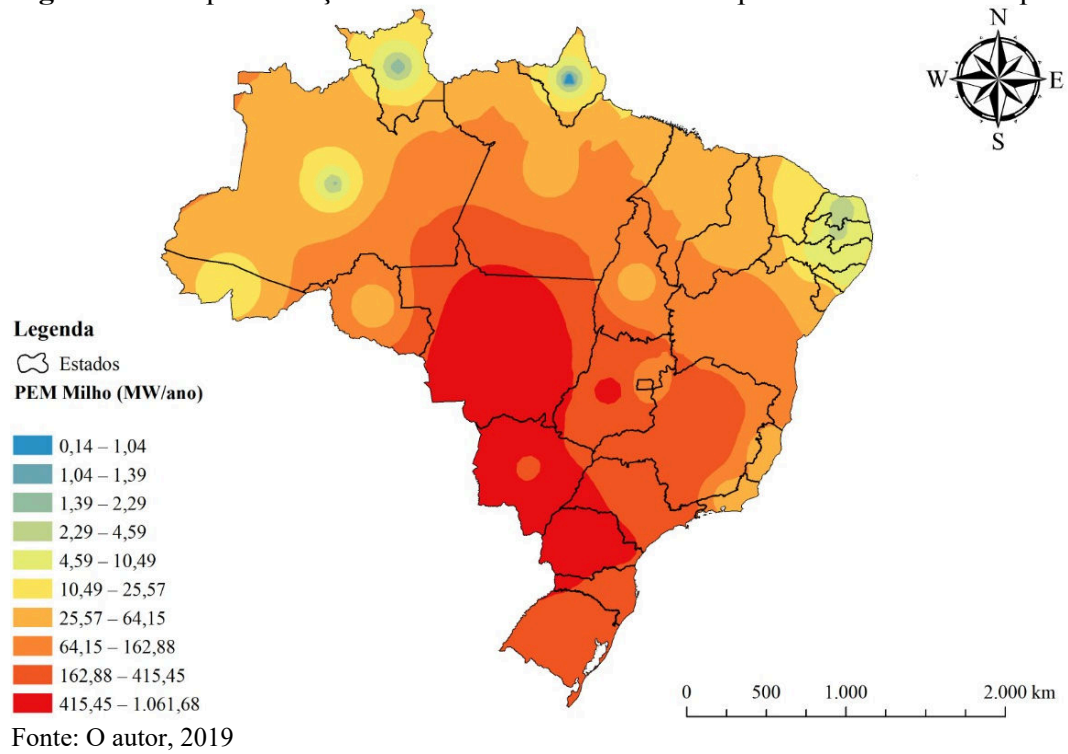 N
W E
S
Legenda
Estados
PEM Milho (MW/ano)
0,14 – 1,04
1,04 – 1,39
1,39 – 2,29
2,29 – 4,59
4,59 – 10,49
10,49 – 25,57
25,57 – 64,15
64,15 – 162,88
162,88 – 415,45
415,45 – 1.061,68
0 500 1.000 2.000 km
Fonte: O autor, 2019